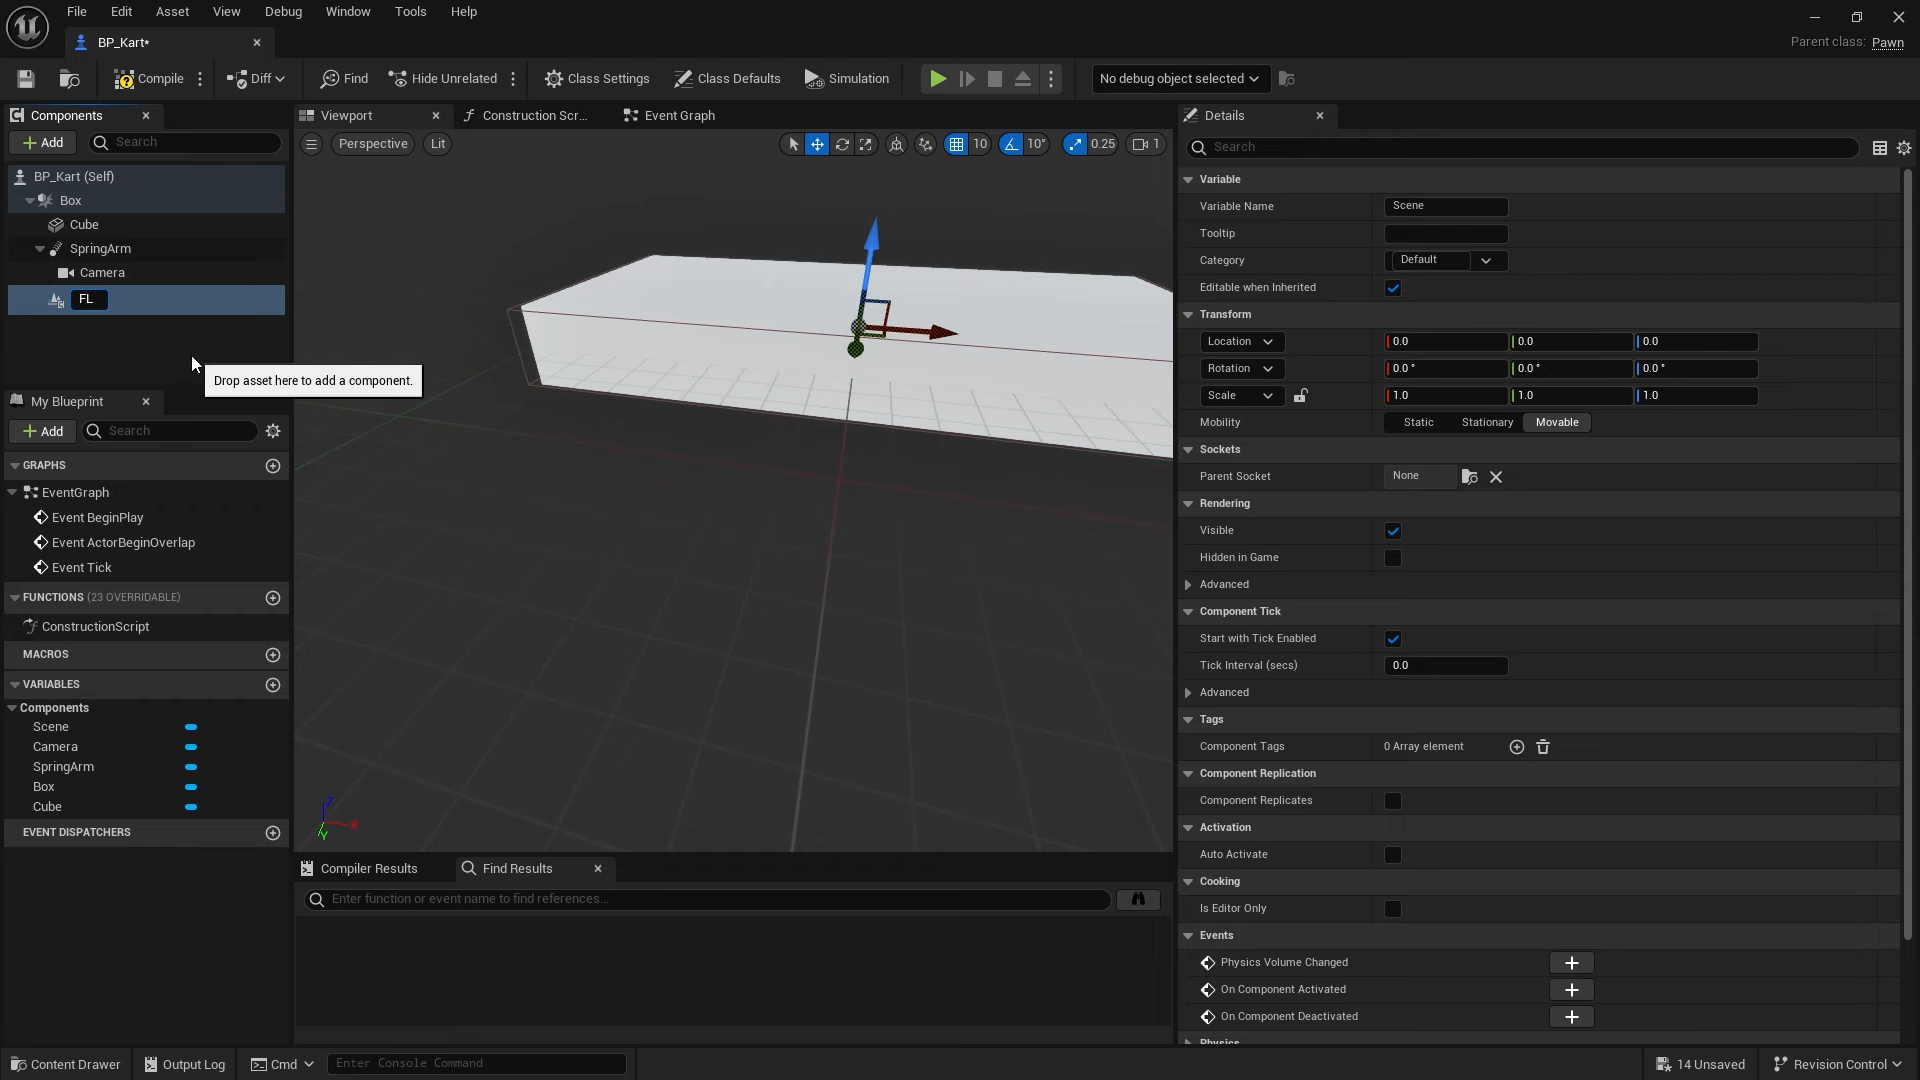 File Edit Asset View Debug Window Tools Help
BP_Kart*
Parent class: Pawn
Compile Diff Find Hide Unrelated Class Settings Class Defaults Simulation No debug object selected
Components
Add Search
BP_Kart (Self)
Box
Cube
SpringArm
Camera
FL
Drop asset here to add a component.
My Blueprint
Add Search
GRAPHS
EventGraph
Event BeginPlay
Event ActorBeginOverlap
Event Tick
FUNCTIONS (23 OVERRIDABLE)
ConstructionScript
MACROS
VARIABLES
Components
Scene
Camera
SpringArm
Box
Cube
EVENT DISPATCHERS
Viewport Construction Scr... Event Graph
Perspective Lit 10 10° 0.25 1
Z
X
Y
Compiler Results Find Results
Enter function or event name to find references...
Details
Search
Variable
Variable Name Scene
Tooltip
Category Default
Editable when Inherited
Transform
Location 0.0 0.0 0.0
Rotation 0.0 ° 0.0 ° 0.0 °
Scale 1.0 1.0 1.0
Mobility Static Stationary Movable
Sockets
Parent Socket None
Rendering
Visible
Hidden in Game
Advanced
Component Tick
Start with Tick Enabled
Tick Interval (secs) 0.0
Advanced
Tags
Component Tags 0 Array element
Component Replication
Component Replicates
Activation
Auto Activate
Cooking
Is Editor Only
Events
Physics Volume Changed
On Component Activated
On Component Deactivated
Physics
Content Drawer Output Log Cmd Enter Console Command 14 Unsaved Revision Control